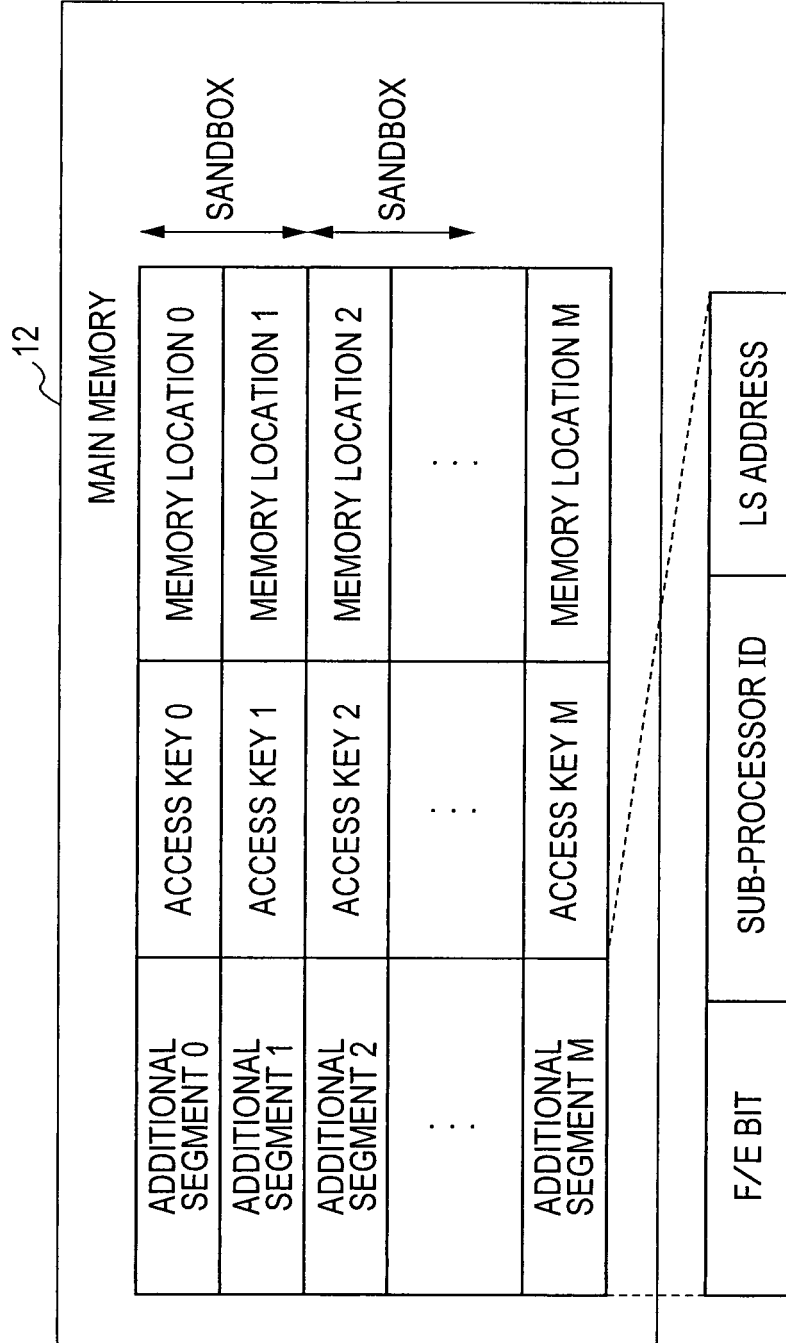 12
MAIN MEMORY
ADDITIONAL
SEGMENT 0
ACCESS KEY 0
MEMORY LOCATION 0
ADDITIONAL
SEGMENT 1
ACCESS KEY 1
MEMORY LOCATION 1
SANDBOX
ADDITIONAL
SEGMENT 2
ACCESS KEY 2
MEMORY LOCATION 2
SANDBOX
. . .
. . .
. . .
ADDITIONAL
SEGMENT M
ACCESS KEY M
MEMORY LOCATION M
F/E BIT
SUB-PROCESSOR ID
LS ADDRESS